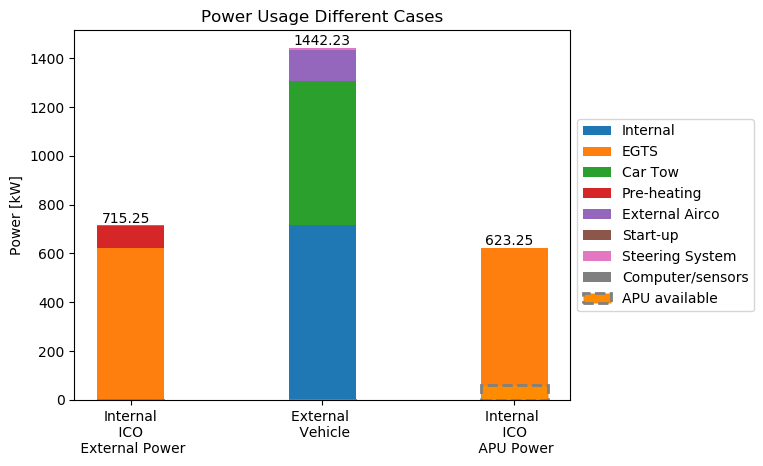 Power Usage Different Cases
1442.23
715.25
623.25
Power [kW]
1400
1200
1000
800
600
400
200
0
Internal
ICO
External Power
External
Vehicle
Internal
ICO
APU Power
Internal
EGTS
Car Tow
Pre-heating
External Airco
Start-up
Steering System
Computer/sensors
APU available